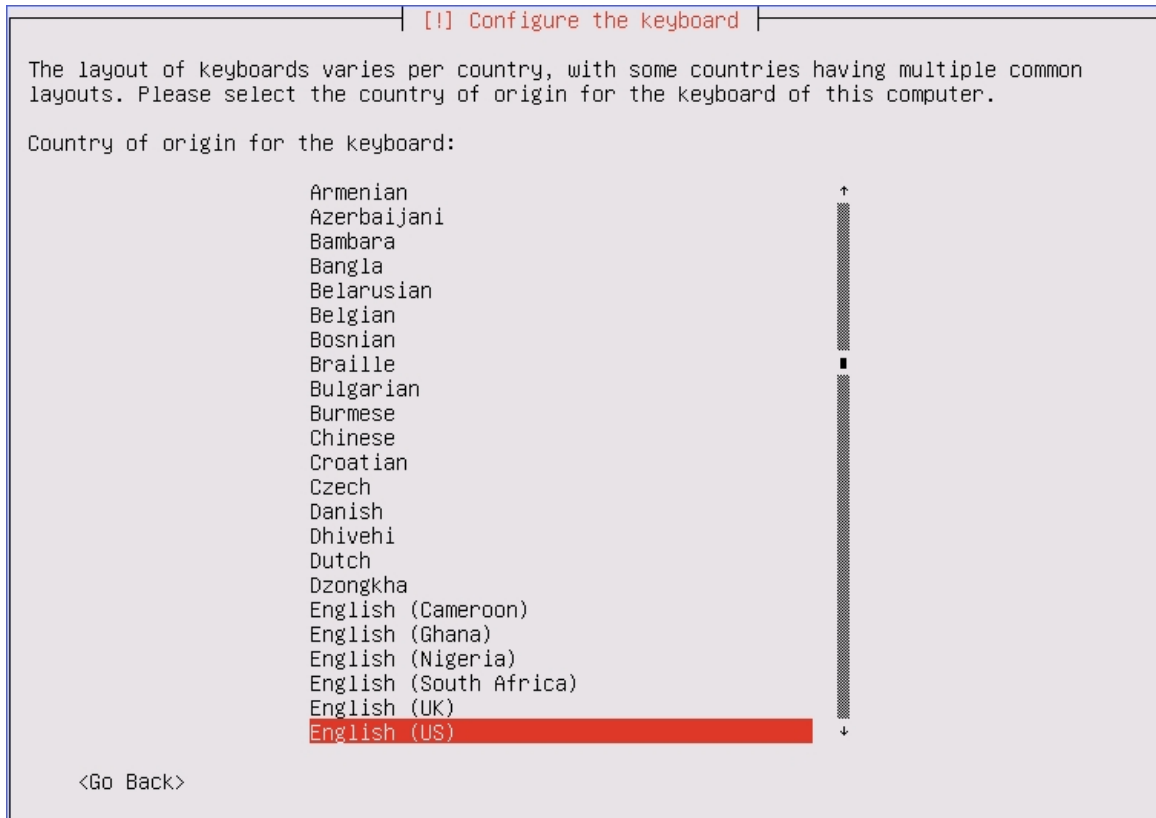 [!] Configure the keyboard
The layout of keyboards varies per country, with some countries having multiple common
layouts. Please select the country of origin for the keyboard of this computer.
Country of origin for the keyboard:
Armenian
Azerbaijani
Bambara
Bangla
Belarusian
Belgian
Bosnian
Braille
Bulgarian
Burmese
Chinese
Croatian
Czech
Danish
Dhivehi
Dutch
Dzongkha
English (Cameroon)
English (Ghana)
English (Nigeria)
English (South Africa)
English (UK)
English (US)
<Go Back>